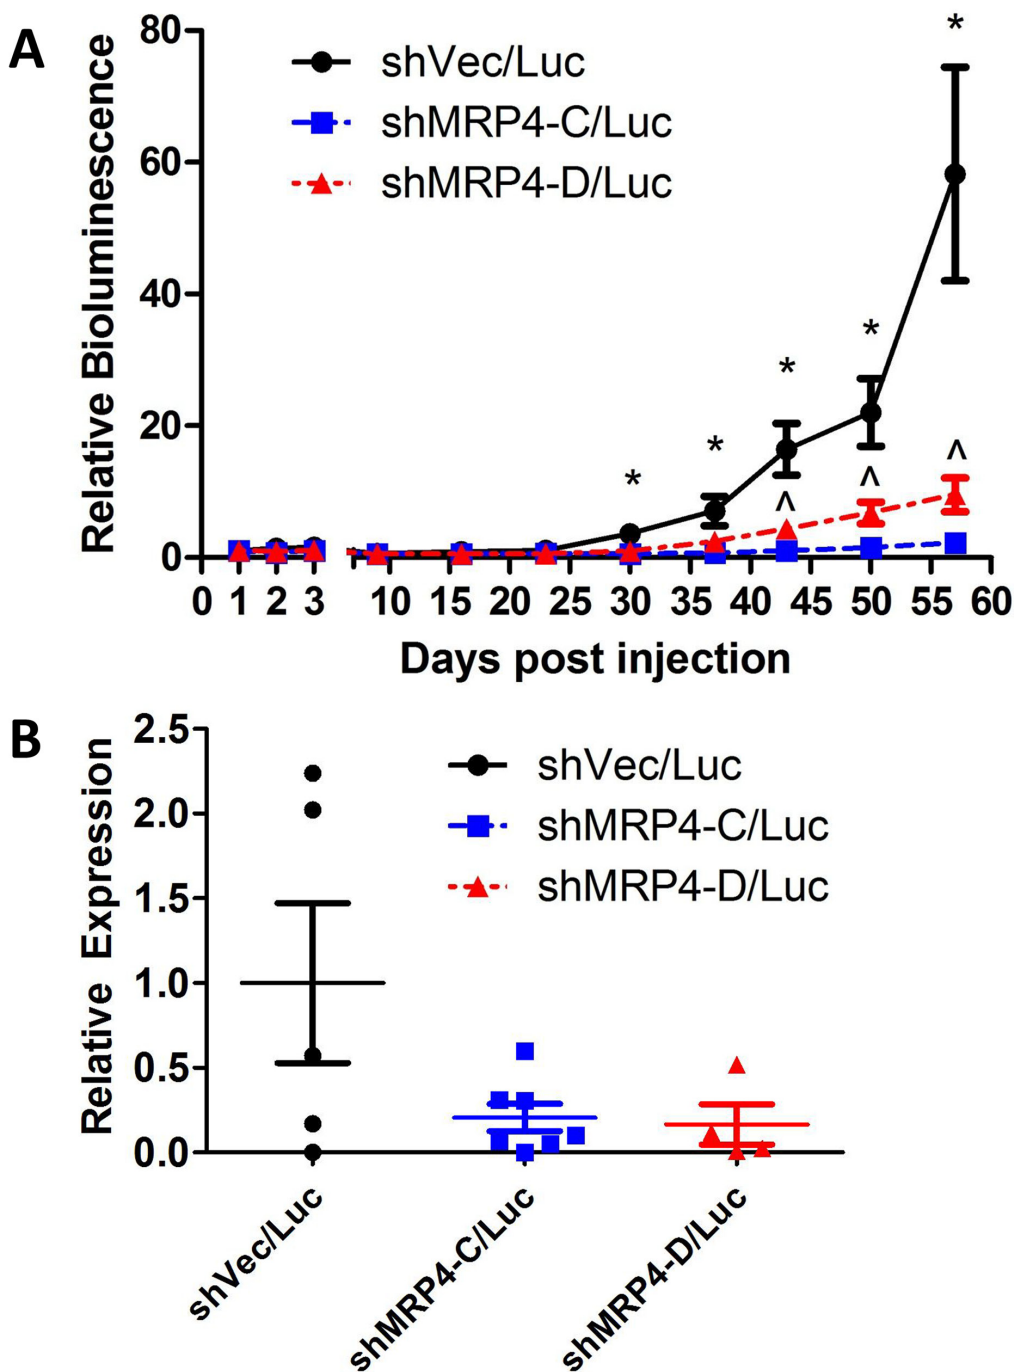 A
Relative Bioluminescence
80
60
40
20
0
shVec/Luc
shMRP4-C/Luc
shMRP4-D/Luc
*
*
*
*
*
^
^
^
0 1 2 3 10 15 20 25 30 35 40 45 50 55 60
Days post injection
B
Relative Expression
2.5
2.0
1.5
1.0
0.5
0.0
shVec/Luc
shMRP4-C/Luc
shMRP4-D/Luc
shVec/Luc
shMRP4-C/Luc
shMRP4-D/Luc